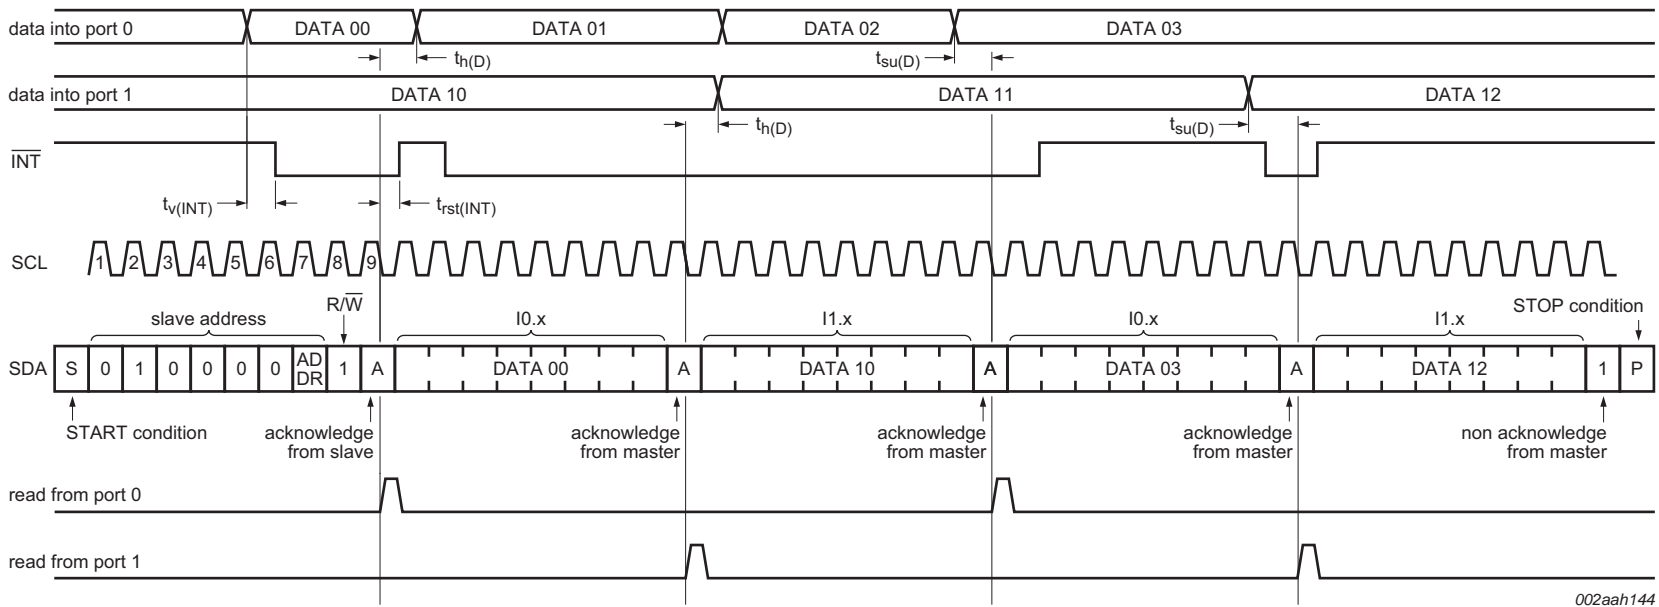 data into port 0 DATA 00 DATA 01 DATA 02 DATA 03
th(D) tsu(D)
data into port 1 DATA 10 DATA 11 DATA 12
th(D) tsu(D)
INT
tv(INT) trst(INT)
SCL 1 2 3 4 5 6 7 8 9
R/W STOP condition
slave address I0.x I1.x I0.x I1.x
SDA S 0 1 0 0 0 0 AD DR 1 A DATA 00 A DATA 10 A DATA 03 A DATA 12 1 P
START condition acknowledge acknowledge acknowledge acknowledge non acknowledge
from slave from master from master from master from master
read from port 0
read from port 1
002aah144